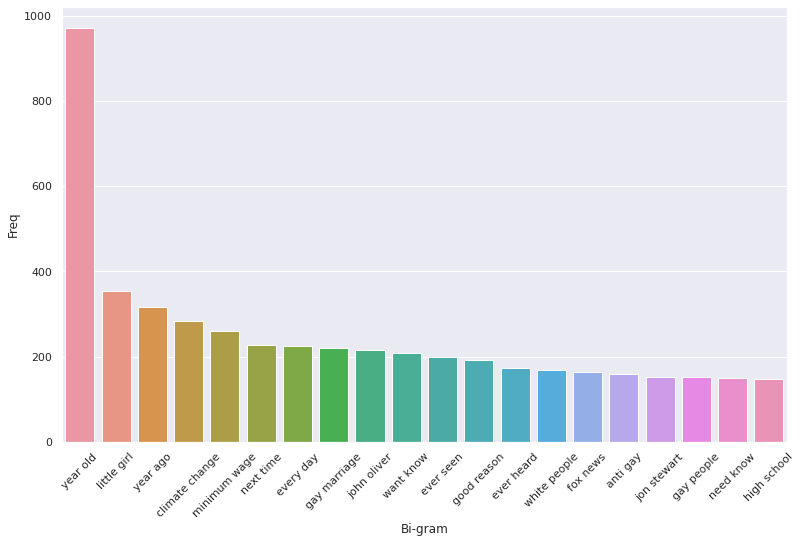 1000
800
600
400
200
0
Freq
year old
little girl
year ago
climate change
minimum wage
next time
every day
gay marriage
john oliver
want know
ever seen
good reason
ever heard
white people
fox news
anti gay
jon stewart
gay people
need know
high school
Bi-gram